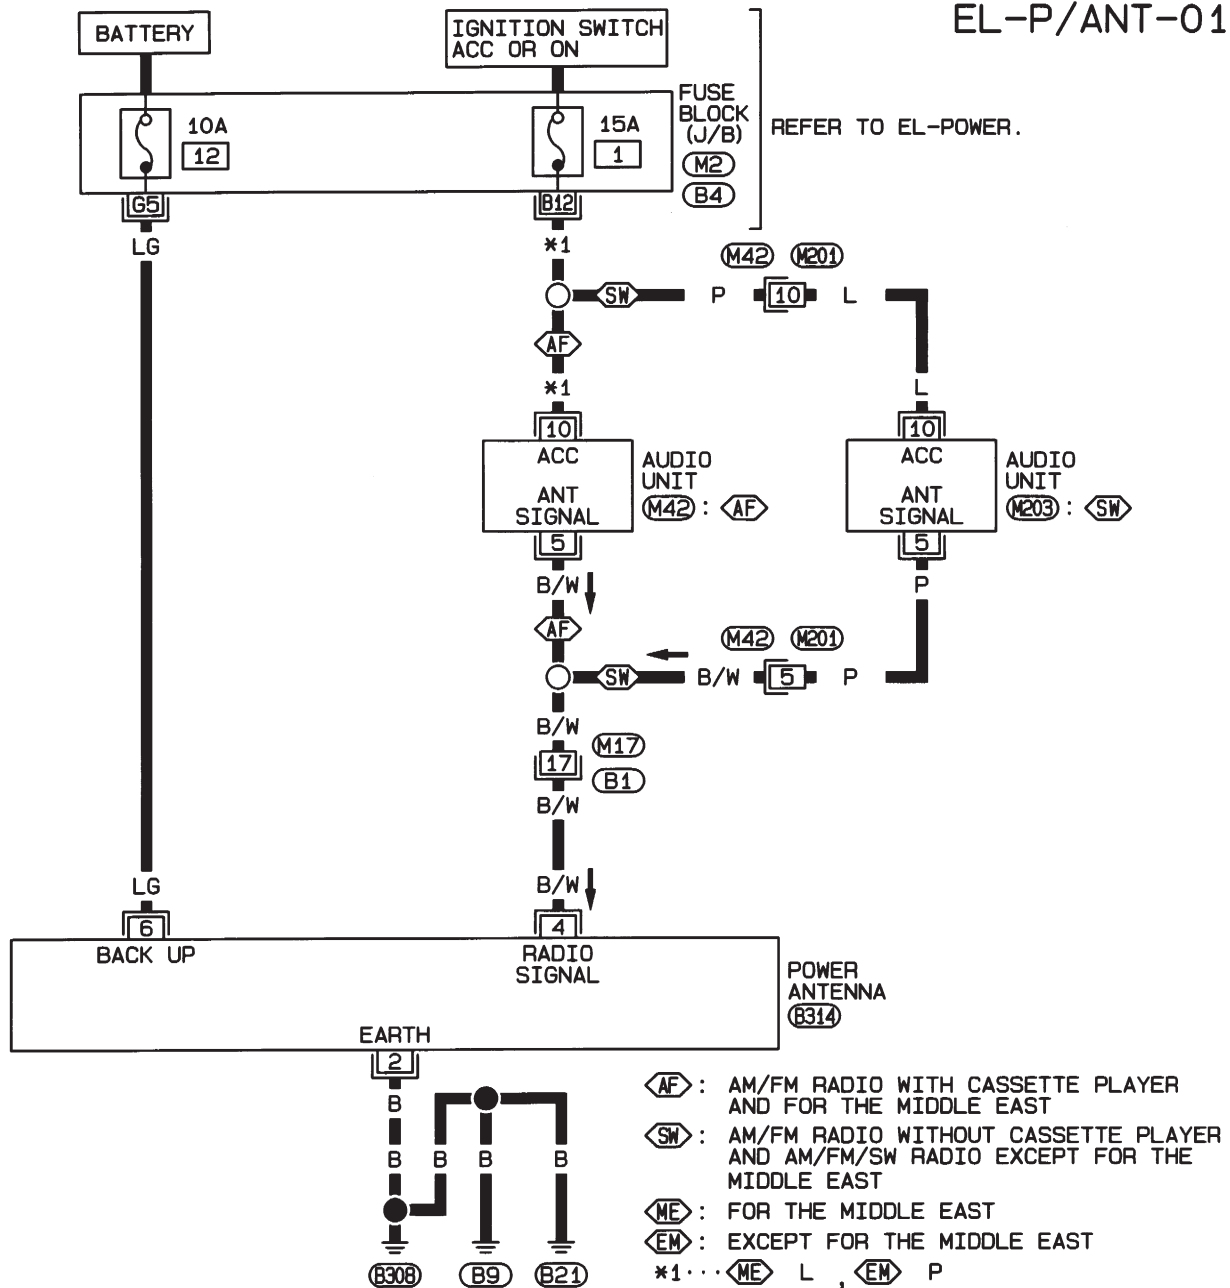 EL-P/ANT-01
BATTERY
IGNITION SWITCH
ACC OR ON
10A
12
15A
1
FUSE
BLOCK
(J/B)
M2
B4
REFER TO EL-POWER.
G5
B12
LG
*1
M42 M201
SW P 10 L
AF
*1
L
10
10
ACC
ANT
SIGNAL
AUDIO
UNIT
M42 : AF
ACC
ANT
SIGNAL
AUDIO
UNIT
M203 : SW
5
5
B/W
P
AF
M42 M201
SW B/W 5 P
B/W
17
M17
B1
B/W
LG
B/W
6
4
BACK UP
RADIO
SIGNAL
POWER
ANTENNA
B314
EARTH
2
B
B B B B
B308 B9 B21
AF : AM/FM RADIO WITH CASSETTE PLAYER
AND FOR THE MIDDLE EAST
SW : AM/FM RADIO WITHOUT CASSETTE PLAYER
AND AM/FM/SW RADIO EXCEPT FOR THE
MIDDLE EAST
ME : FOR THE MIDDLE EAST
EM : EXCEPT FOR THE MIDDLE EAST
*1··· ME L , EM P